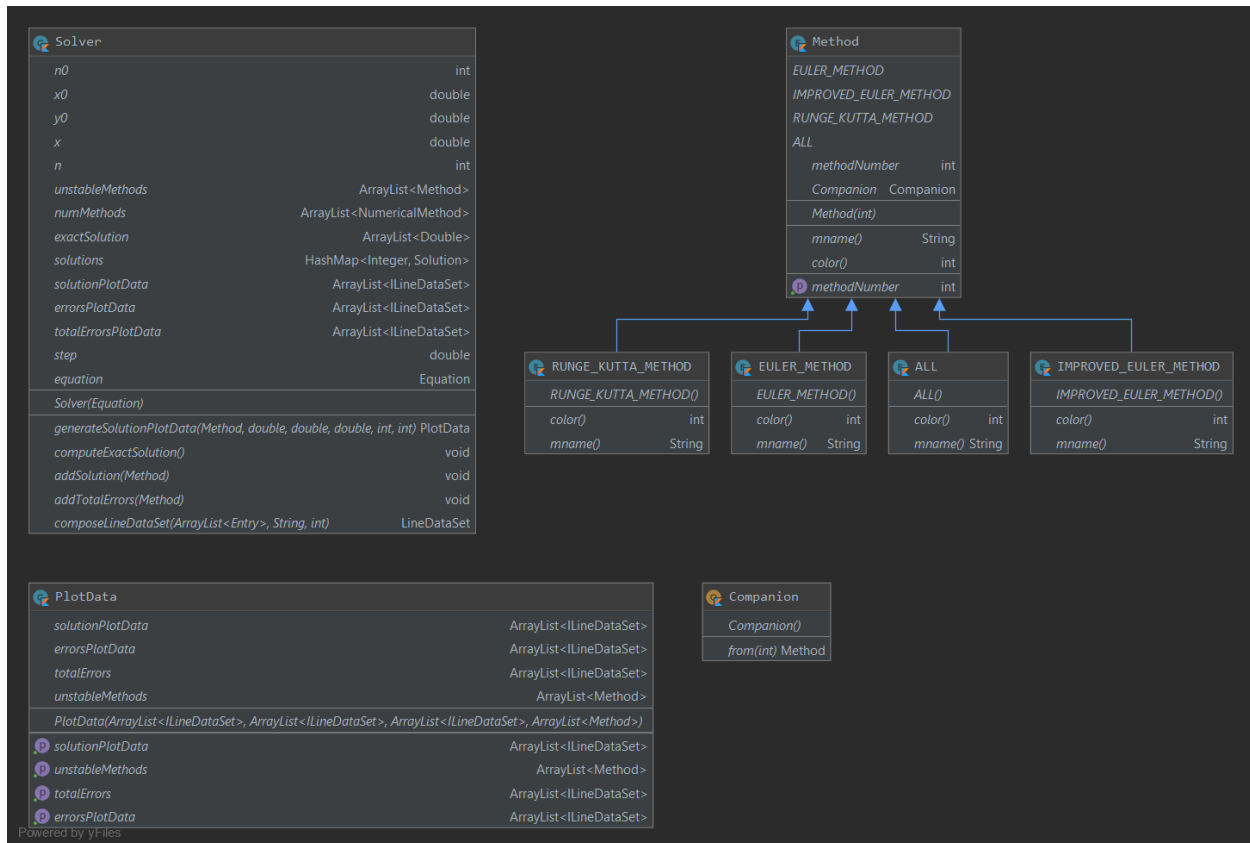 Solver
n0 int
x0 double
y0 double
x double
n int
unstableMethods ArrayList<Method>
numMethods ArrayList<NumericalMethod>
exactSolution ArrayList<Double>
solutions HashMap<Integer, Solution>
solutionPlotData ArrayList<ILineDataSet>
errorsPlotData ArrayList<ILineDataSet>
totalErrorsPlotData ArrayList<ILineDataSet>
step double
equation Equation
Solver(Equation)
generateSolutionPlotData(Method, double, double, double, int, int) PlotData
computeExactSolution() void
addSolution(Method) void
addTotalErrors(Method) void
composeLineDataSet(ArrayList<Entry>, String, int) LineDataSet
Method
EULER_METHOD
IMPROVED_EULER_METHOD
RUNGE_KUTTA_METHOD
ALL
methodNumber int
Companion Companion
Method(int)
mname() String
color() int
p methodNumber int
RUNGE_KUTTA_METHOD
RUNGE_KUTTA_METHOD()
color() int
mname() String
EULER_METHOD
EULER_METHOD()
color() int
mname() String
ALL
ALL()
color() int
mname() String
IMPROVED_EULER_METHOD
IMPROVED_EULER_METHOD()
color() int
mname() String
PlotData
solutionPlotData ArrayList<ILineDataSet>
errorsPlotData ArrayList<ILineDataSet>
totalErrors ArrayList<ILineDataSet>
unstableMethods ArrayList<Method>
PlotData(ArrayList<ILineDataSet>, ArrayList<ILineDataSet>, ArrayList<ILineDataSet>, ArrayList<Method>)
p solutionPlotData ArrayList<ILineDataSet>
p unstableMethods ArrayList<Method>
p totalErrors ArrayList<ILineDataSet>
p errorsPlotData ArrayList<ILineDataSet>
Companion
Companion()
from(int) Method
Powered by yFiles